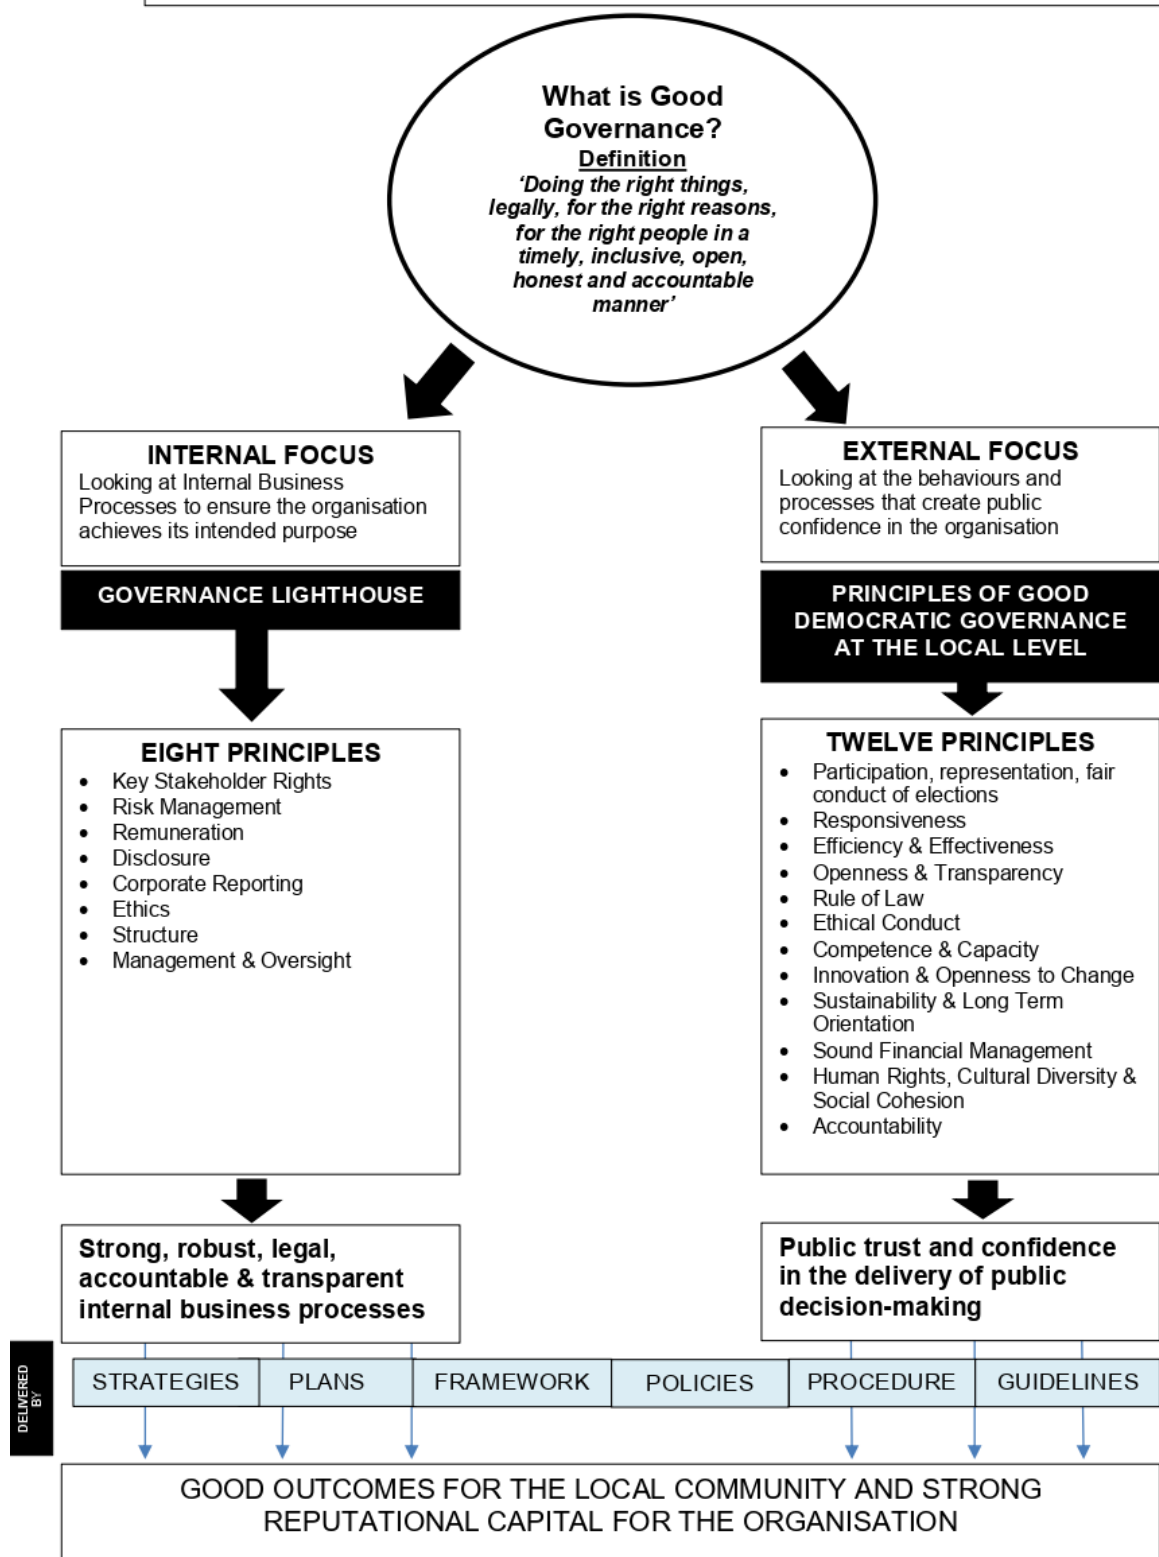 What is Good
Governance?
Definition
‘Doing the right things,
legally, for the right reasons,
for the right people in a
timely, inclusive, open,
honest and accountable
manner’
INTERNAL FOCUS
Looking at Internal Business
Processes to ensure the organisation
achieves its intended purpose
GOVERNANCE LIGHTHOUSE
EIGHT PRINCIPLES
• Key Stakeholder Rights
• Risk Management
• Remuneration
• Disclosure
• Corporate Reporting
• Ethics
• Structure
• Management & Oversight
Strong, robust, legal,
accountable & transparent
internal business processes
EXTERNAL FOCUS
Looking at the behaviours and
processes that create public
confidence in the organisation
PRINCIPLES OF GOOD
DEMOCRATIC GOVERNANCE
AT THE LOCAL LEVEL
TWELVE PRINCIPLES
• Participation, representation, fair
conduct of elections
• Responsiveness
• Efficiency & Effectiveness
• Openness & Transparency
• Rule of Law
• Ethical Conduct
• Competence & Capacity
• Innovation & Openness to Change
• Sustainability & Long Term
Orientation
• Sound Financial Management
• Human Rights, Cultural Diversity &
Social Cohesion
• Accountability
Public trust and confidence
in the delivery of public
decision-making
DELIVERED
BY
STRATEGIES PLANS FRAMEWORK POLICIES PROCEDURE GUIDELINES
GOOD OUTCOMES FOR THE LOCAL COMMUNITY AND STRONG
REPUTATIONAL CAPITAL FOR THE ORGANISATION